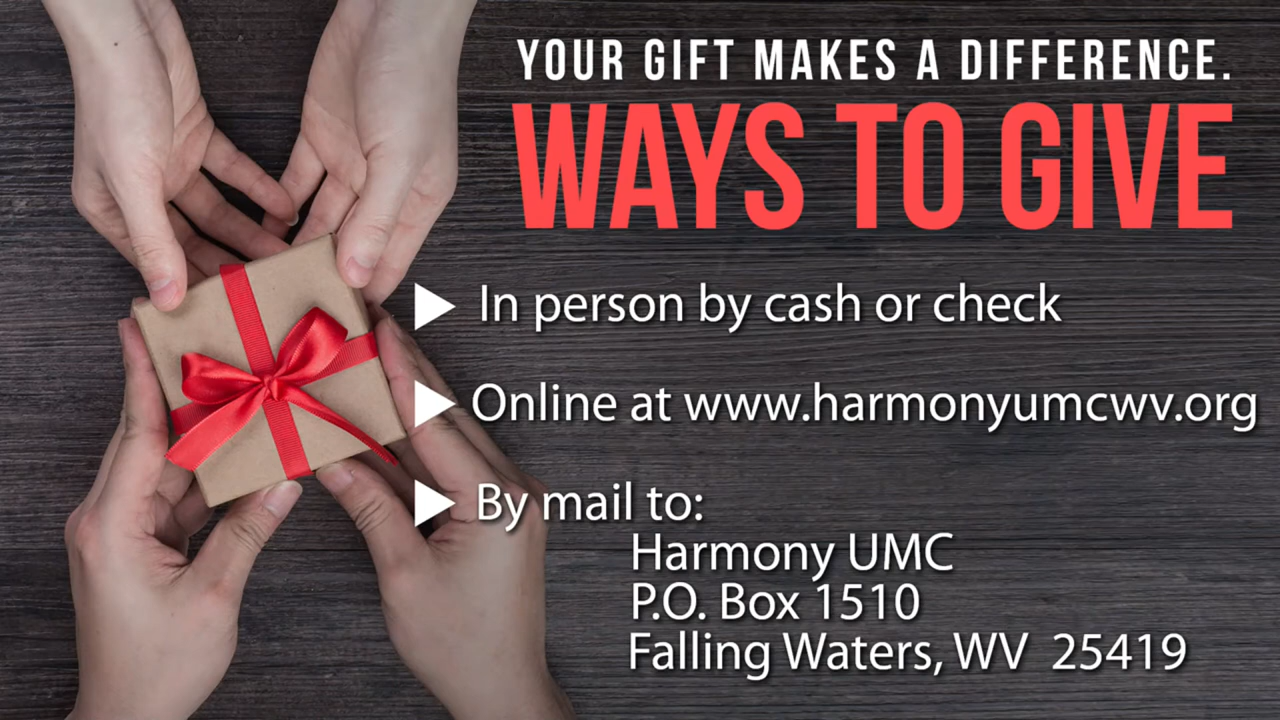 YOUR GIFT MAKES A DIFFERENCE.
WAYS TO GIVE
In person by cash or check
Online at www.harmonyumcwv.org
By mail to:
Harmony UMC
P.O. Box 1510
Falling Waters, WV 25419